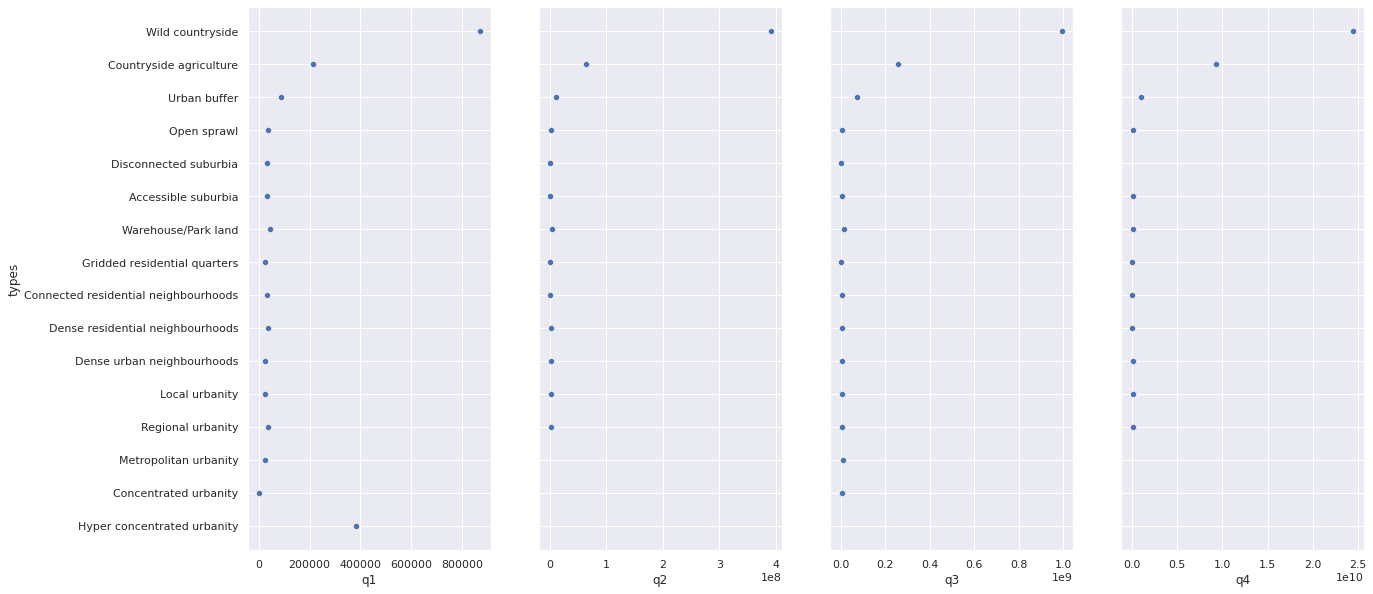 Wild countryside
Countryside agriculture
Urban buffer
Open sprawl
Disconnected suburbia
Accessible suburbia
Warehouse/Park land
Gridded residential quarters
Connected residential neighbourhoods
Dense residential neighbourhoods
Dense urban neighbourhoods
Local urbanity
Regional urbanity
Metropolitan urbanity
Concentrated urbanity
Hyper concentrated urbanity
types
0 200000 400000 600000 800000
q1
0 1 2 3 4
1e8
q2
0.0 0.2 0.4 0.6 0.8 1.0
1e9
q3
0.0 0.5 1.0 1.5 2.0 2.5
1e10
q4